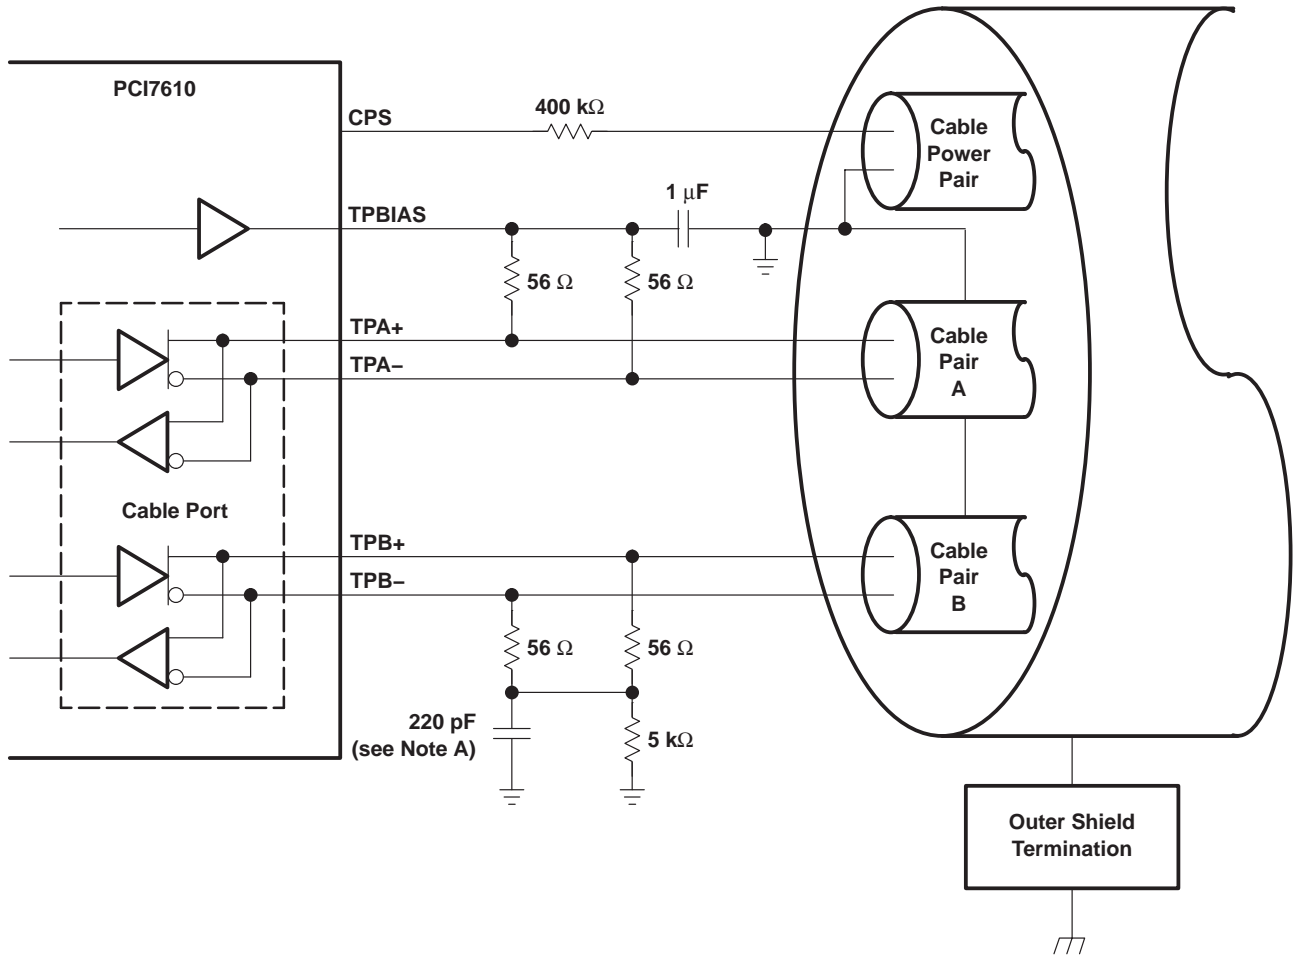 PCI7610
CPS
400 kΩ
Cable
Power
Pair
TPBIAS
1 μF
56 Ω
56 Ω
TPA+
TPA–
Cable
Pair
A
Cable Port
TPB+
TPB–
Cable
Pair
B
56 Ω
56 Ω
220 pF
(see Note A)
5 kΩ
Outer Shield
Termination